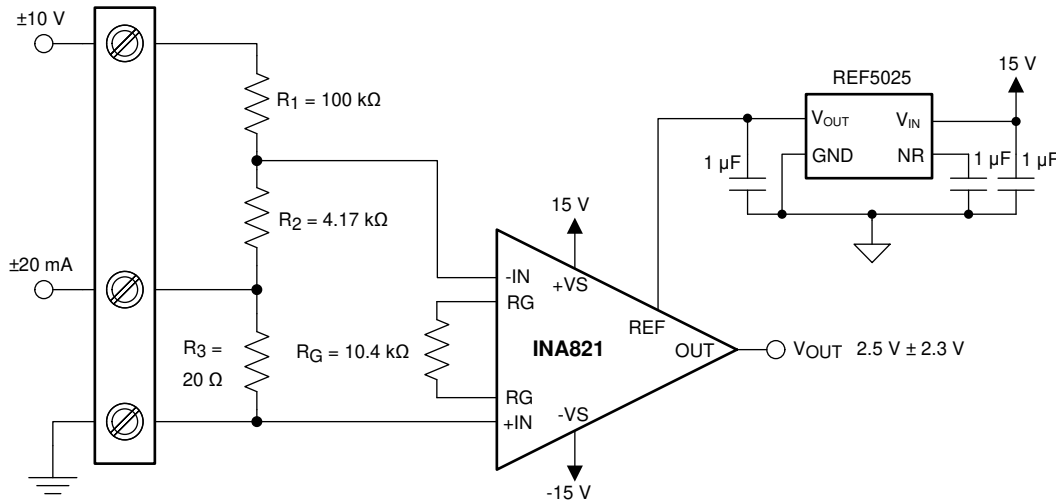 ±10 V
R1 = 100 kΩ
R2 = 4.17 kΩ
±20 mA
R3 =
20 Ω
RG = 10.4 kΩ
15 V
-IN
+VS
RG
REF
INA821
OUT
RG
+IN
-VS
-15 V
VOUT 2.5 V ± 2.3 V
REF5025
15 V
VOUT
VIN
GND
NR
1 µF
1 µF
1 µF